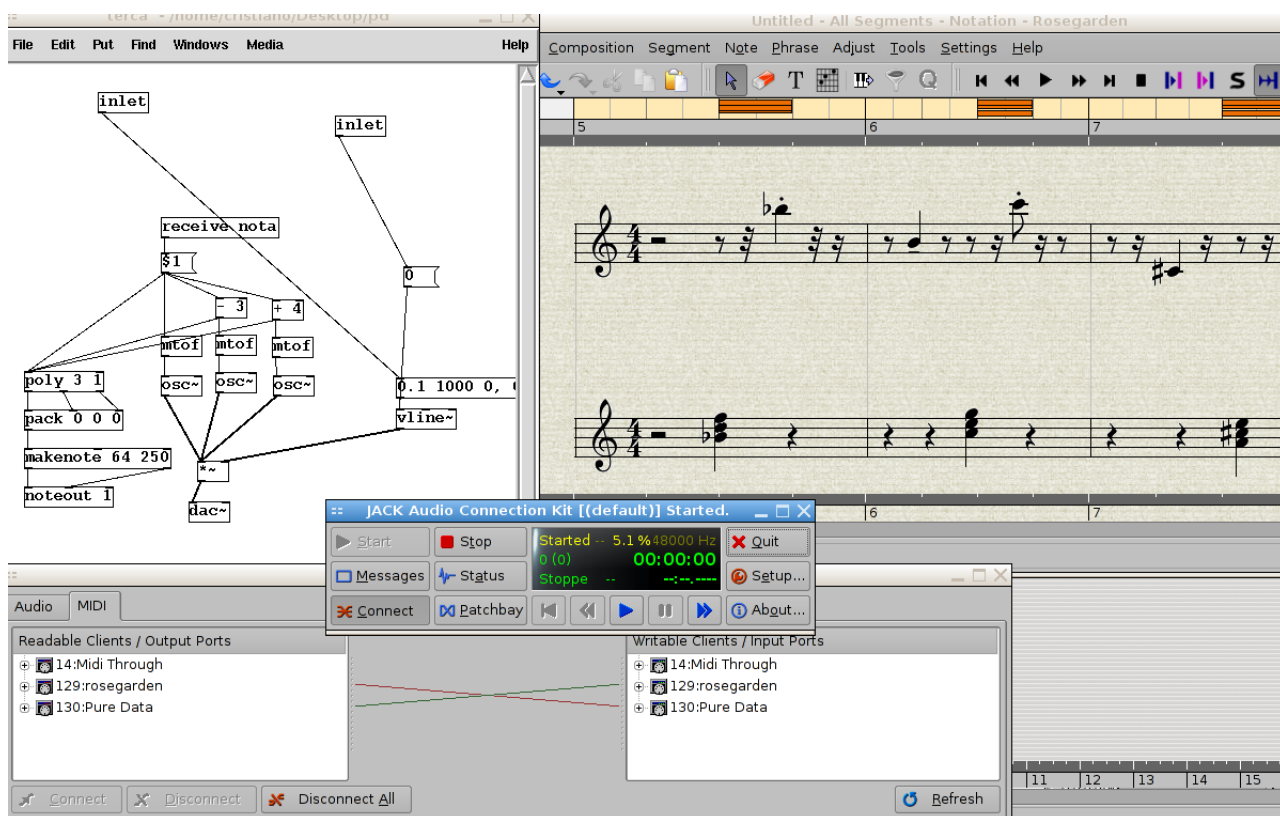 terca - /home/cristiano/Desktop/pd
File Edit Put Find Windows Media Help
inlet
inlet
receive nota
$1
0
- 3
+ 4
mtof
mtof
mtof
poly 3 1
osc~
osc~
osc~
0.1 1000 0,
pack 0 0 0
vline~
makenote 64 250
*~
noteout 1
dac~
Untitled - All Segments - Notation - Rosegarden
Composition Segment Note Phrase Adjust Tools Settings Help
T
Q
S
5 6 7
4
4
4
4
6 7
JACK Audio Connection Kit [(default)] Started.
Start
Stop
Started -- 5.1 % 48000 Hz
0 (0) 00:00:00
Stoppe -- --:--.----
Quit
Messages
Status
Setup...
Connect
Patchbay
About...
Audio MIDI
Readable Clients / Output Ports
14:Midi Through
129:rosegarden
130:Pure Data
Writable Clients / Input Ports
14:Midi Through
129:rosegarden
130:Pure Data
Connect
Disconnect
Disconnect All
Refresh
11 12 13 14 15